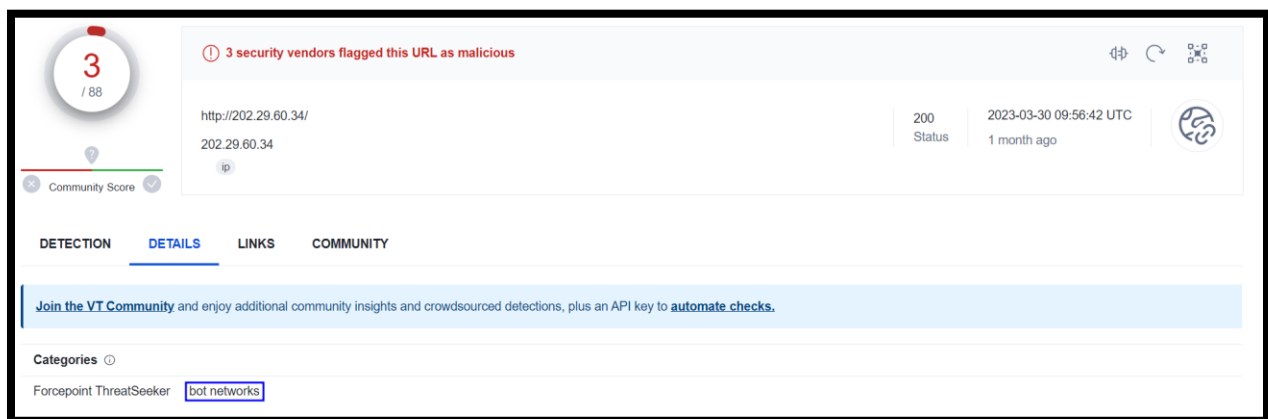 3
/ 88
Community Score
3 security vendors flagged this URL as malicious
http://202.29.60.34/
202.29.60.34
ip
200
Status
2023-03-30 09:56:42 UTC
1 month ago
DETECTION DETAILS LINKS COMMUNITY
Join the VT Community and enjoy additional community insights and crowdsourced detections, plus an API key to automate checks.
Categories
Forcepoint ThreatSeeker bot networks